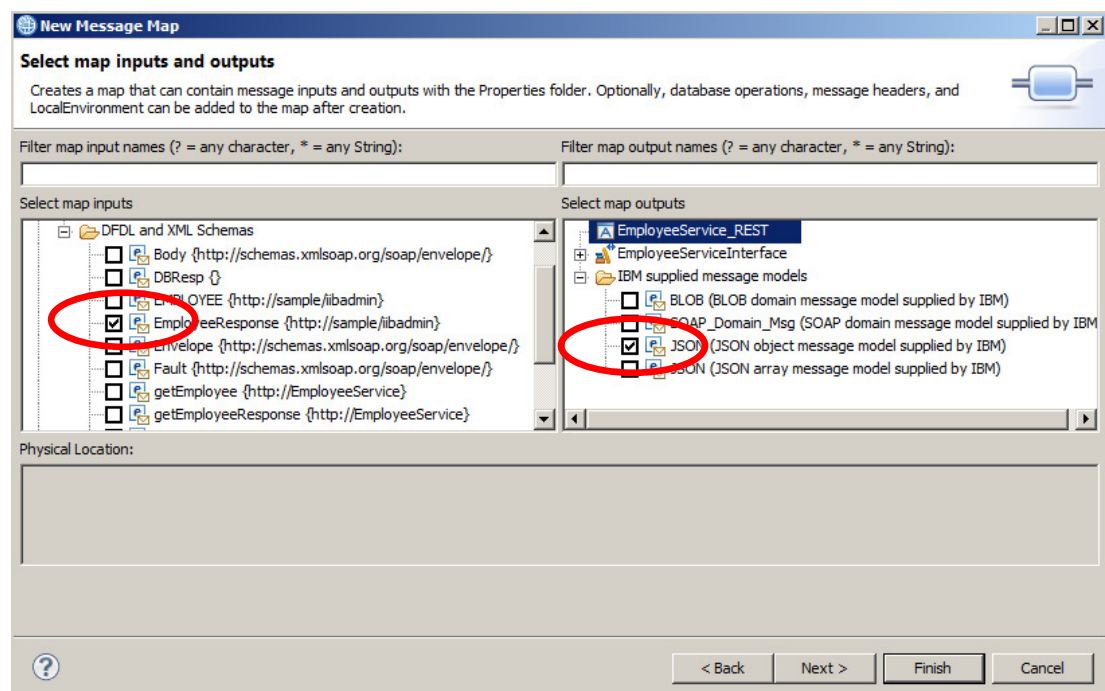 New Message Map
Select map inputs and outputs
Creates a map that can contain message inputs and outputs with the Properties folder. Optionally, database operations, message headers, and
LocalEnvironment can be added to the map after creation.
Filter map input names (? = any character, * = any String):
Filter map output names (? = any character, * = any String):
Select map inputs
DFDL and XML Schemas
Body {http://schemas.xmlsoap.org/soap/envelope/}
DBResp {}
EMPLOYEE {http://sample/iibadmin}
EmployeeResponse {http://sample/iibadmin}
Envelope {http://schemas.xmlsoap.org/soap/envelope/}
Fault {http://schemas.xmlsoap.org/soap/envelope/}
getEmployee {http://EmployeeService}
getEmployeeResponse {http://EmployeeService}
Select map outputs
EmployeeService_REST
EmployeeServiceInterface
IBM supplied message models
BLOB (BLOB domain message model supplied by IBM)
SOAP_Domain_Msg (SOAP domain message model supplied by IBM
JSON (JSON object message model supplied by IBM)
JSON (JSON array message model supplied by IBM)
Physical Location:
?
< Back
Next >
Finish
Cancel